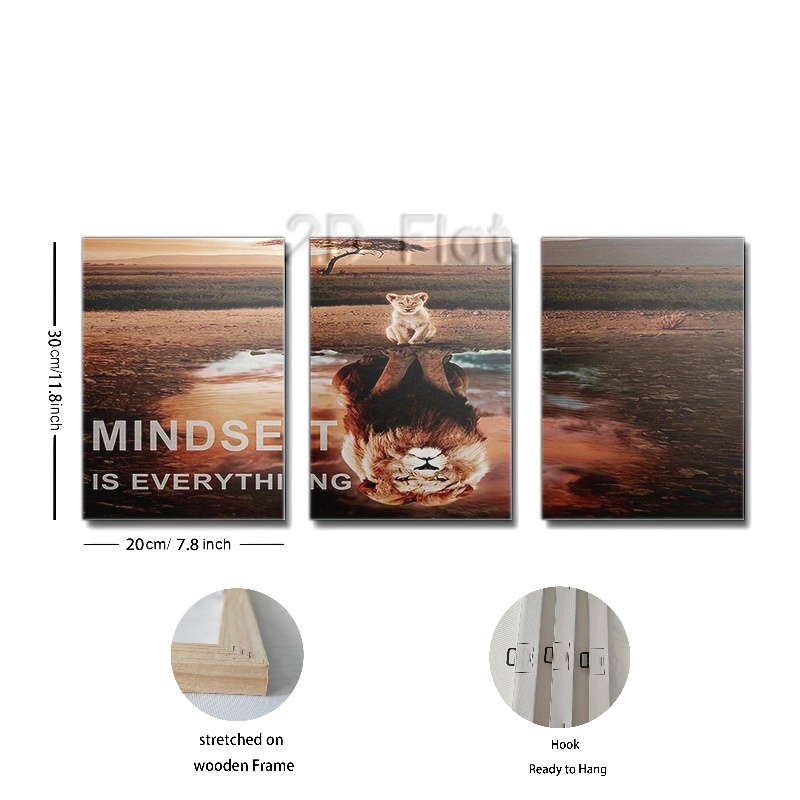 2D Flat
MINDSET
IS EVERYTHING
30cm/11.8inch
20cm/ 7.8 inch
stretched on
wooden Frame
Hook
Ready to Hang